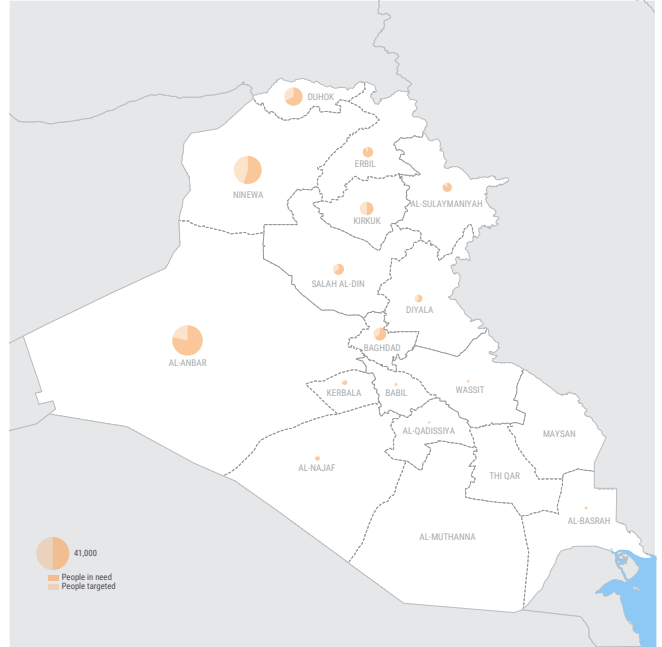 DUHOK
ERBIL
NINEWA
AL-SULAYMANIYAH
KIRKUK
SALAH AL-DIN
DIYALA
BAGHDAD
AL-ANBAR
KERBALA
BABIL
WASSIT
AL-QADISSIYA
MAYSAN
AL-NAJAF
THI QAR
AL-BASRAH
AL-MUTHANNA
41,000
People in need
People targeted